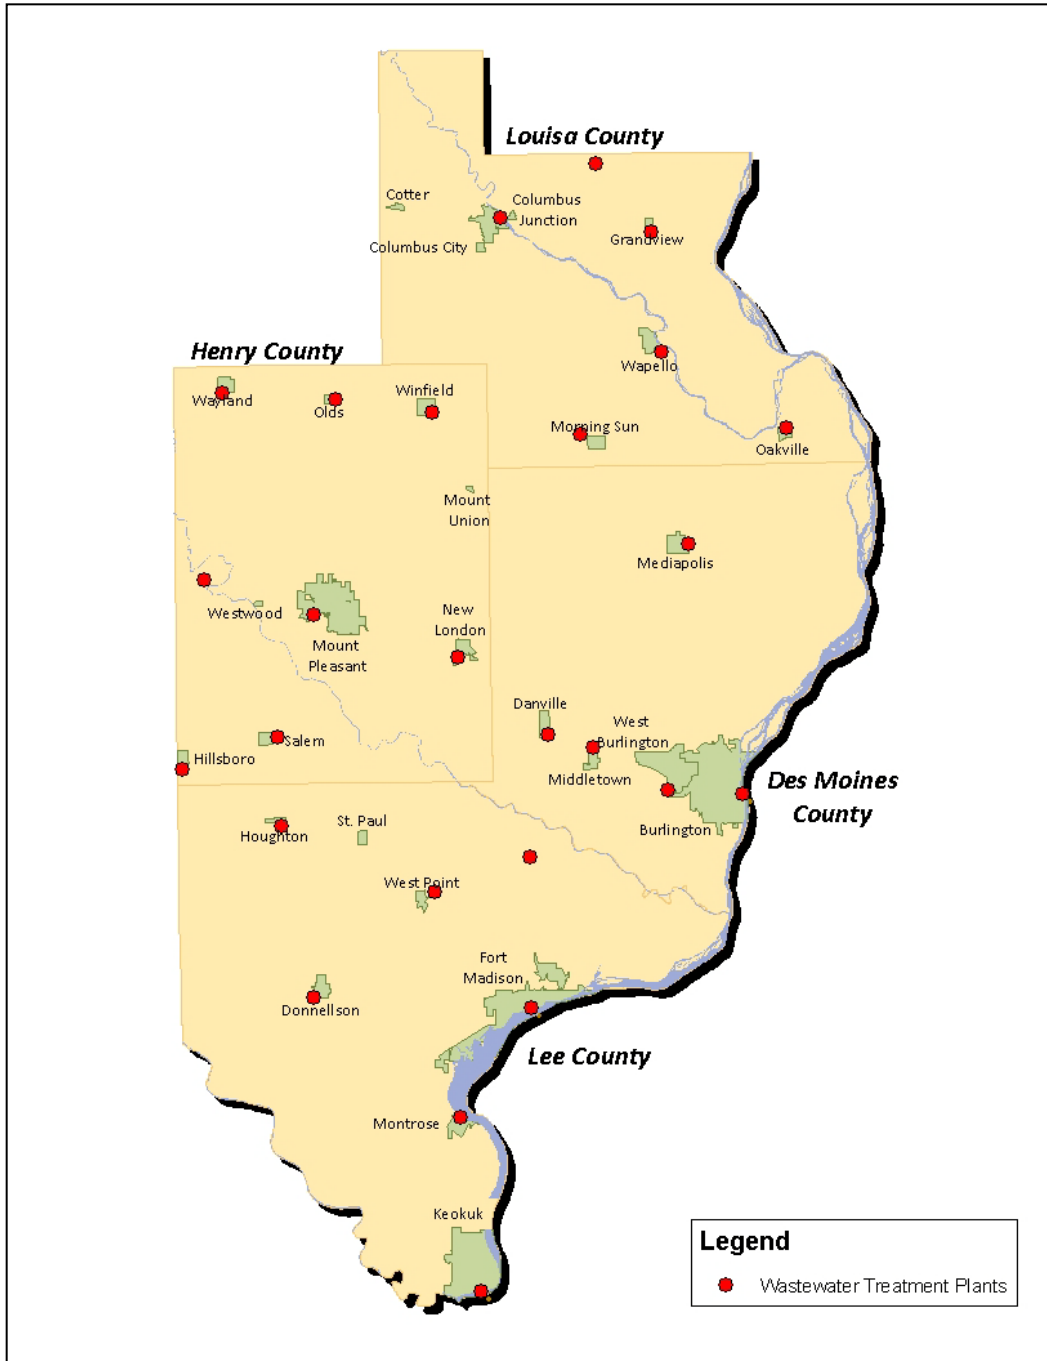 Louisa County
Cotter
Columbus
Junction
Columbus City
Grandview
Henry County
Wapello
Wayland
Olds
Winfield
Morning Sun
Oakville
Mount
Union
Mediapolis
Westwood
Mount
Pleasant
New
London
Danville
West
Burlington
Salem
Hillsboro
Middletown
Des Moines
County
Burlington
Houghton
St. Paul
West Point
Fort
Madison
Donnellson
Lee County
Montrose
Keokuk
Legend
Wastewater Treatment Plants